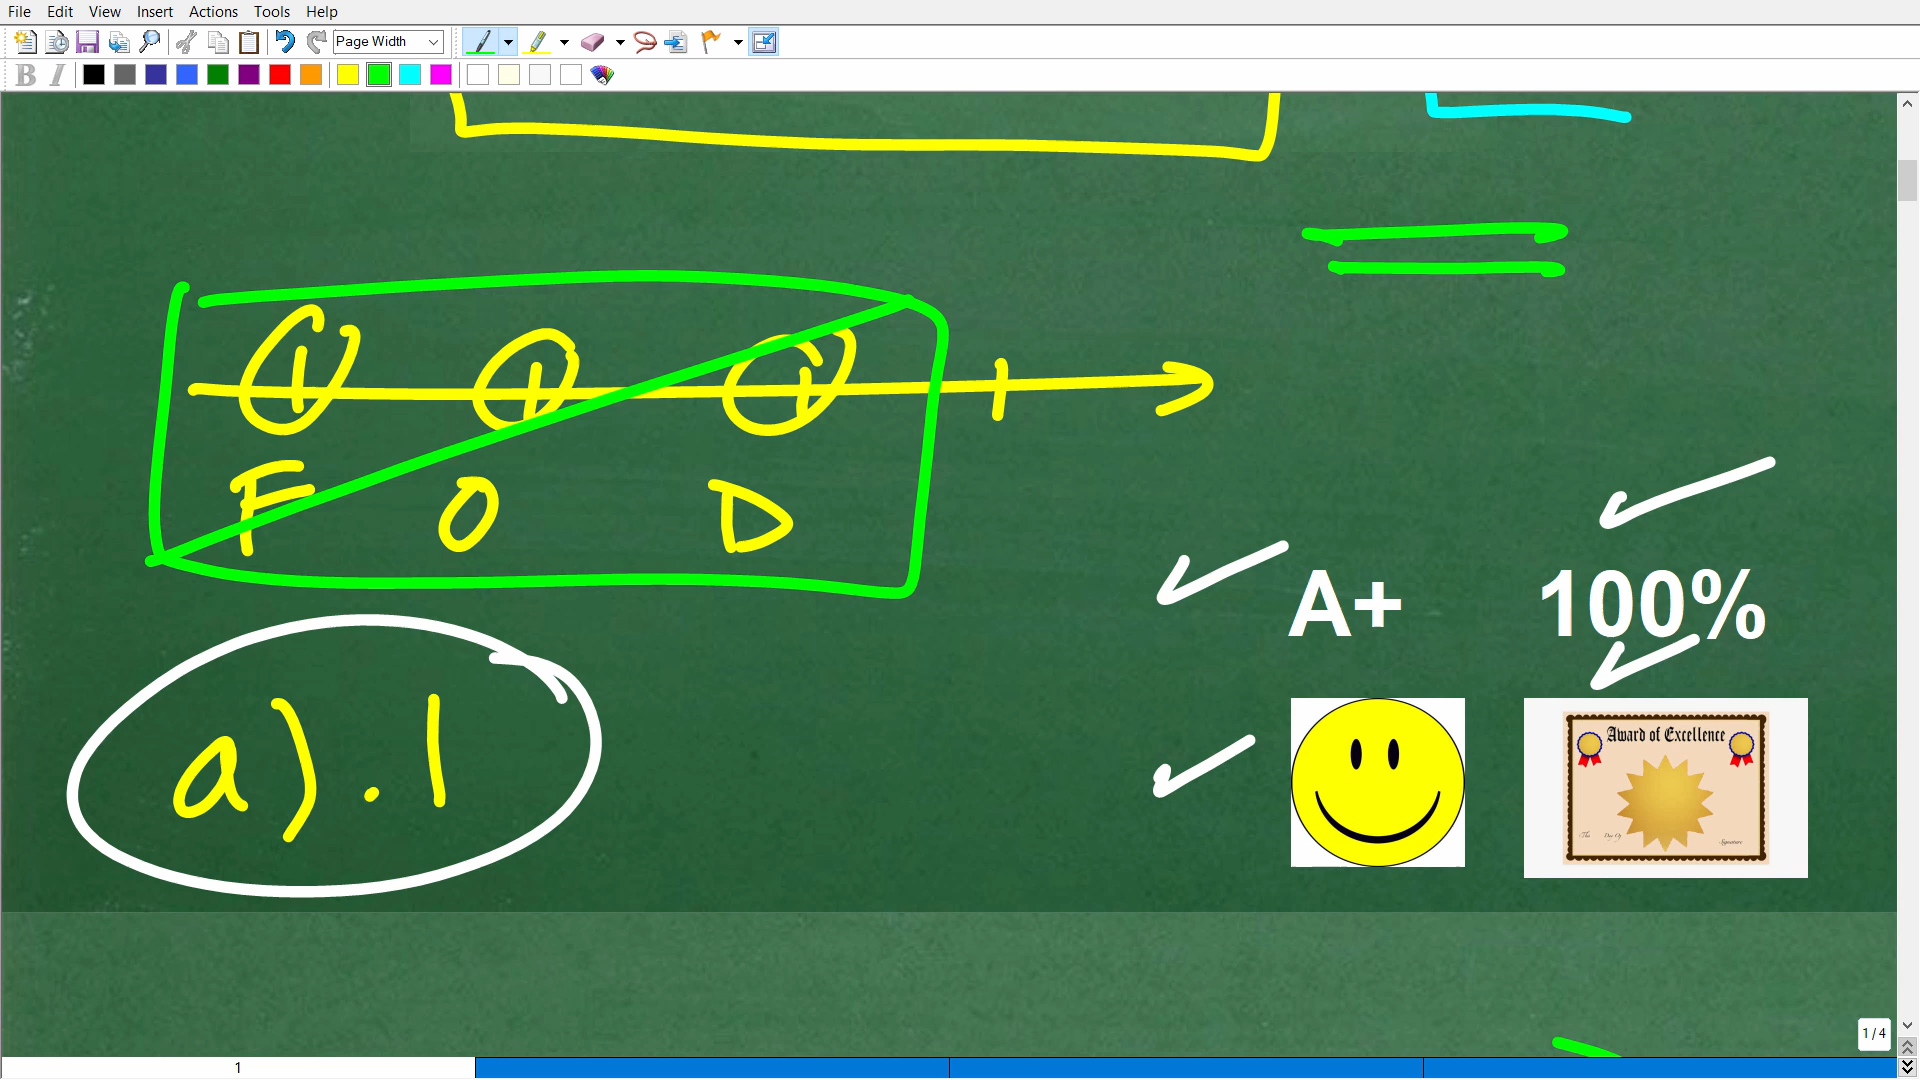 File Edit View Insert Actions Tools Help
Page Width
B I
F O D
a) . 1
A+ 100%
Award of Excellence
1 / 4
1